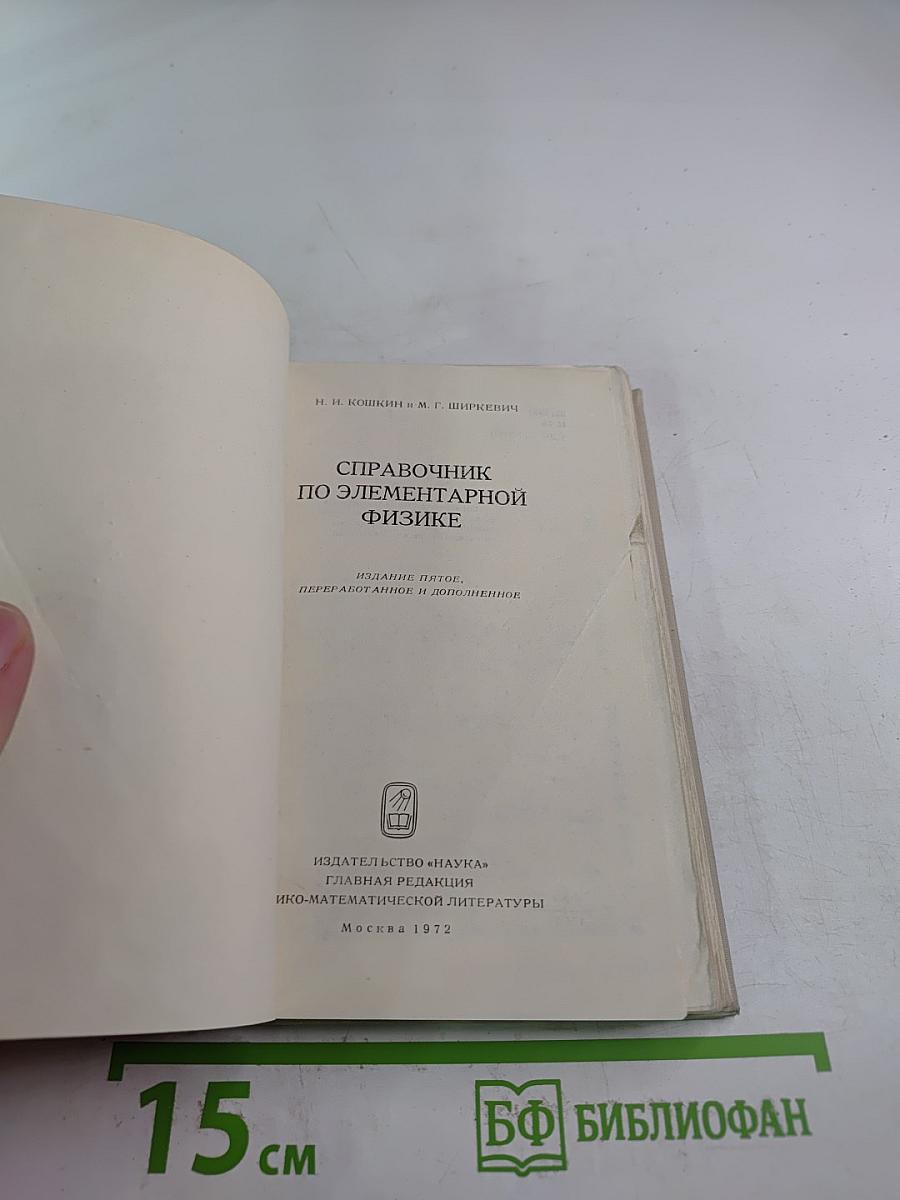 Н. И. КОШКИН и М. Г. ШИРКЕВИЧ
СПРАВОЧНИК
ПО ЭЛЕМЕНТАРНОЙ
ФИЗИКЕ
ИЗДАНИЕ ПЯТОЕ,
ПЕРЕРАБОТАННОЕ И ДОПОЛНЕННОЕ
ИЗДАТЕЛЬСТВО «НАУКА»
ГЛАВНАЯ РЕДАКЦИЯ
ИКО-МАТЕМАТИЧЕСКОЙ ЛИТЕРАТУРЫ
Москва 1972
15 см
БФ БИБЛИОФАН